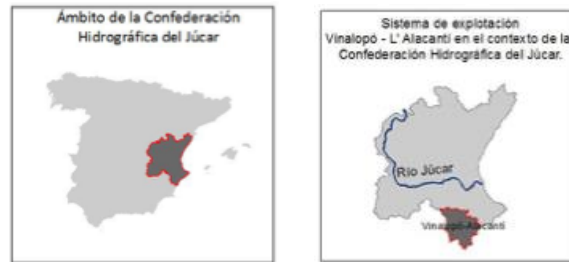 Ámbito de la Confederación
Hidrográfica del Júcar
Sistema de explotación
Vinalopó - L' Alacantí en el contexto de la
Confederación Hidrográfica del Júcar.
Río Júcar
Vinalopó-Alacantí